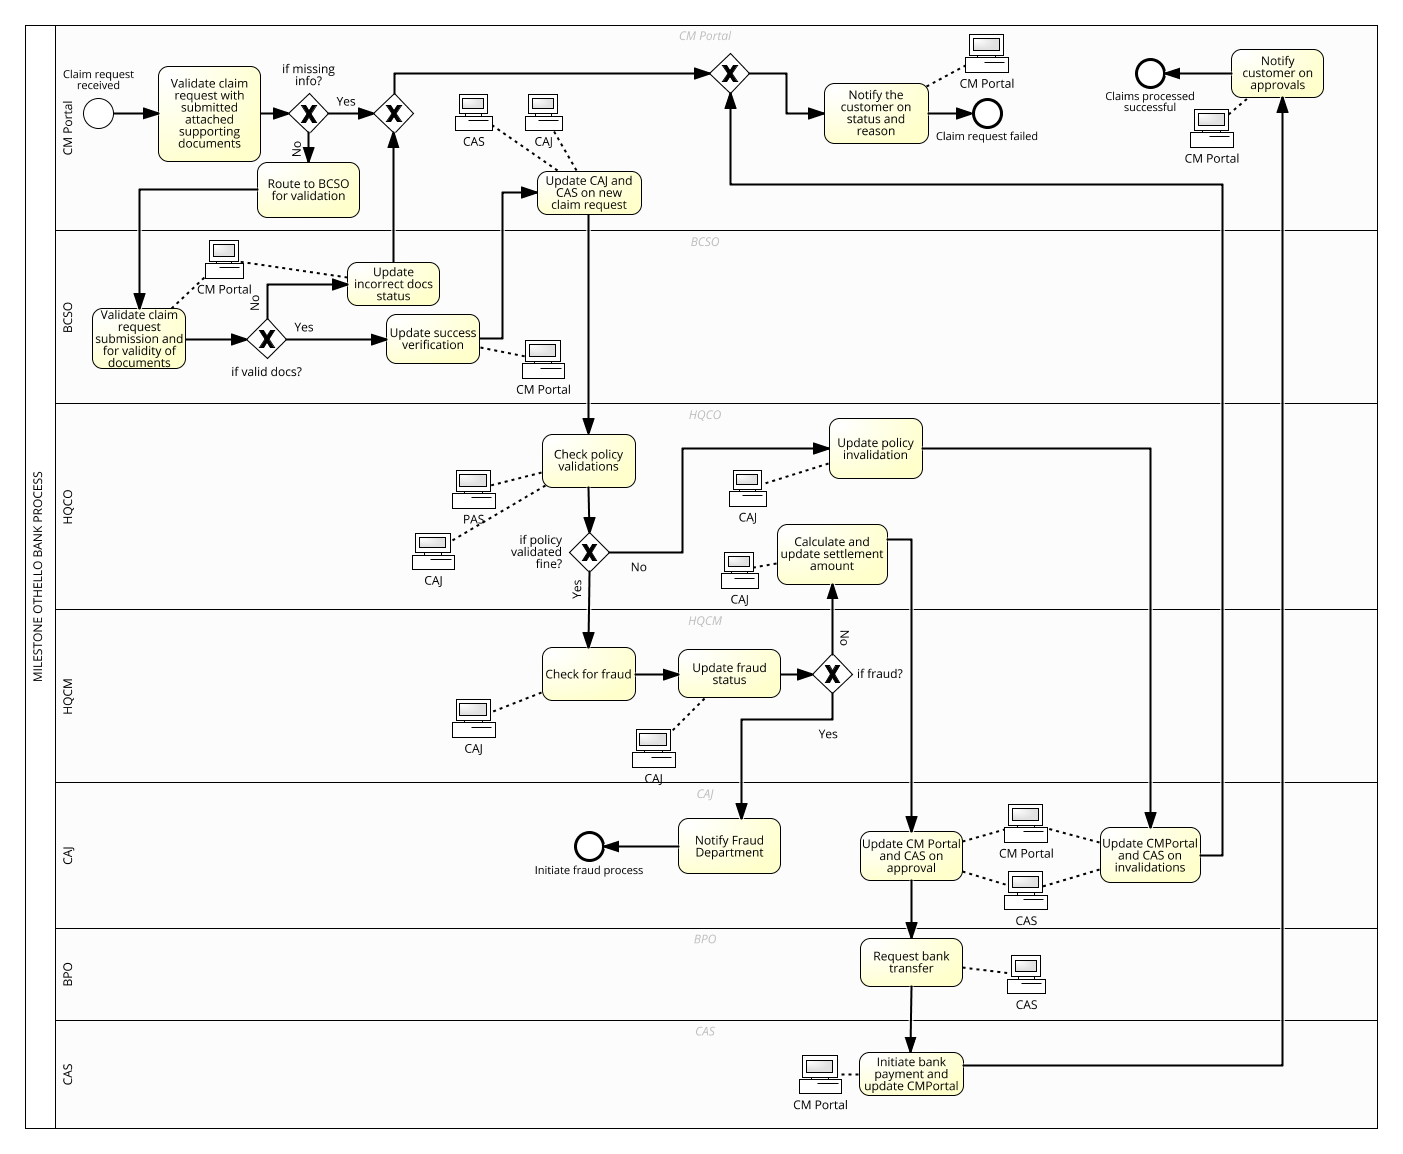 MILESTONE OTHELLO BANK PROCESS
CM Portal
CM Portal
Claim request
received
Validate claim
request with
submitted
attached
supporting
documents
if missing
info?
Yes
No
Route to BCSO
for validation
CAS
CAJ
Update CAJ and
CAS on new
claim request
Notify the
customer on
status and
reason
CM Portal
Claim request failed
Claims processed
successful
Notify
customer on
approvals
CM Portal
BCSO
BCSO
CM Portal
Validate claim
request
submission and
for validity of
documents
No
Yes
if valid docs?
Update
incorrect docs
status
Update success
verification
CM Portal
HQCO
HQCO
Check policy
validations
PAS
CAJ
if policy
validated
fine?
No
Yes
Update policy
invalidation
CAJ
Calculate and
update settlement
amount
CAJ
HQCM
HQCM
Check for fraud
CAJ
Update fraud
status
CAJ
No
if fraud?
Yes
CAJ
CAJ
Initiate fraud process
Notify Fraud
Department
Update CM Portal
and CAS on
approval
CM Portal
CAS
Update CMPortal
and CAS on
invalidations
BPO
BPO
Request bank
transfer
CAS
CAS
CAS
CM Portal
Initiate bank
payment and
update CMPortal